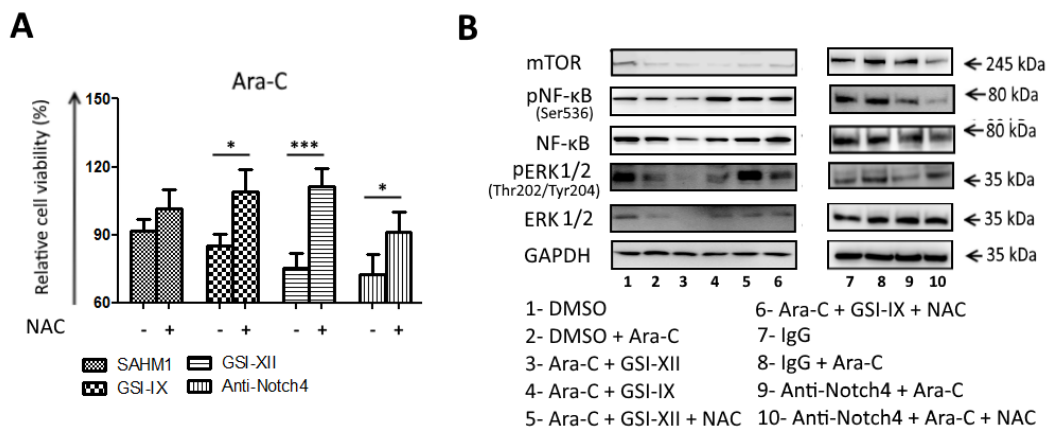 A
Ara-C
Relative cell viability (%)
150
120
90
60
*
***
*
NAC - + - + - + - +
SAHM1
GSI-XII
GSI-IX
Anti-Notch4
B
mTOR
245 kDa
pNF-κB
(Ser536)
80 kDa
NF-κB
80 kDa
pERK1/2
(Thr202/Tyr204)
35 kDa
ERK 1/2
35 kDa
GAPDH
35 kDa
1 2 3 4 5 6 7 8 9 10
1- DMSO
2- DMSO + Ara-C
3- Ara-C + GSI-XII
4- Ara-C + GSI-IX
5- Ara-C + GSI-XII + NAC
6- Ara-C + GSI-IX + NAC
7- IgG
8- IgG + Ara-C
9- Anti-Notch4 + Ara-C
10- Anti-Notch4 + Ara-C + NAC